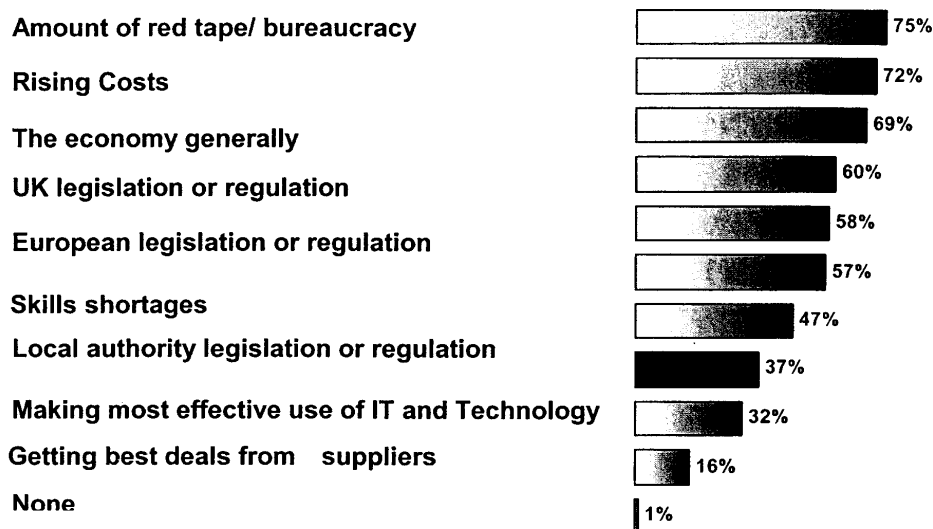 Amount of red tape/ bureaucracy 75%
Rising Costs 72%
The economy generally 69%
UK legislation or regulation 60%
European legislation or regulation 58%
57%
Skills shortages 47%
Local authority legislation or regulation 37%
Making most effective use of IT and Technology 32%
Getting best deals from suppliers 16%
None 1%